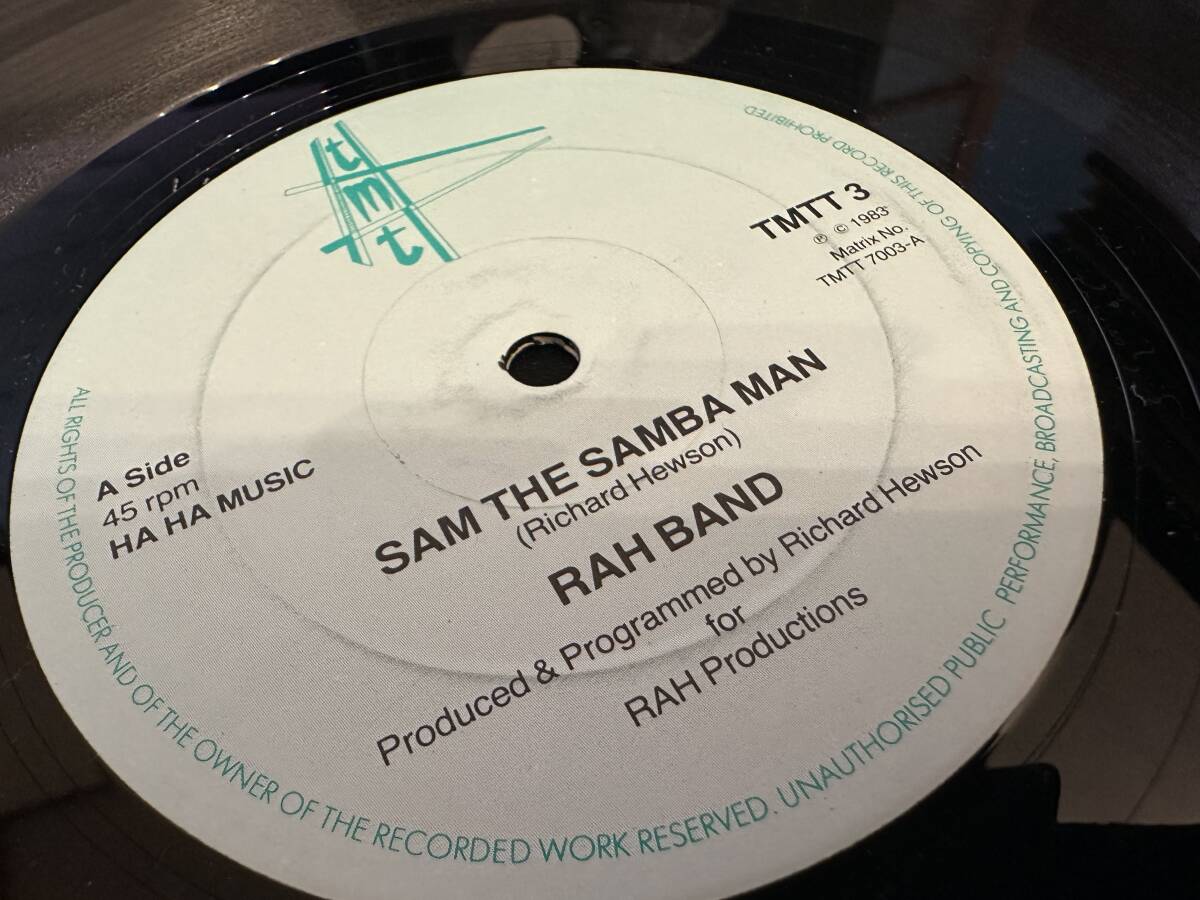 tmtt
TMTT 3
℗ © 1983
Matrix No.
TMTT 7003-A
A Side
45 rpm
HA HA MUSIC
SAM THE SAMBA MAN
(Richard Hewson)
RAH BAND
Produced & Programmed by Richard Hewson
for
RAH Productions
ALL RIGHTS OF THE PRODUCER AND OF THE OWNER OF THE RECORDED WORK RESERVED. UNAUTHORISED PUBLIC PERFORMANCE, BROADCASTING AND COPYING OF THIS RECORD PROHIBITED.